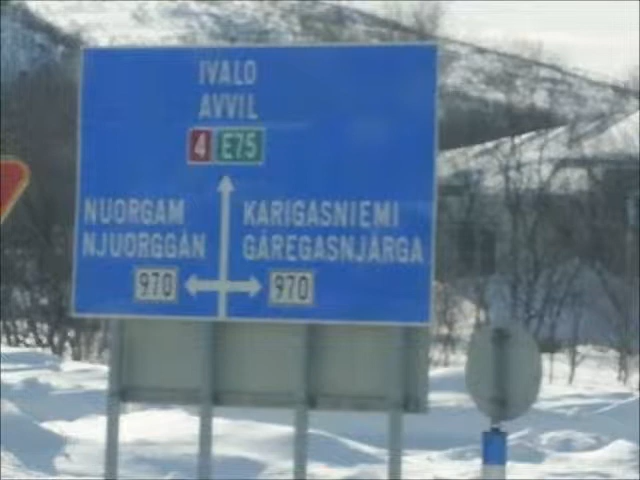 IVALO
AVVIL
4 E75
NUORGAM
NJUORGGÁN
970
KARIGASNIEMI
GÁREGASNJÁRGA
970